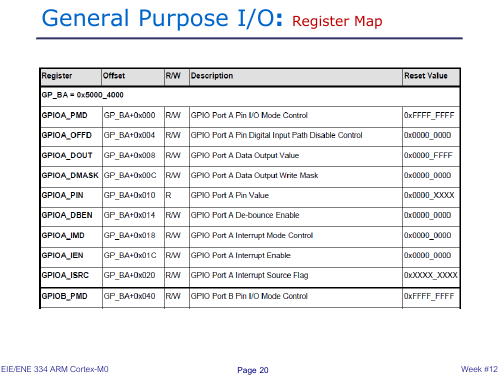 General Purpose I/O: Register Map
Register Offset R/W Description Reset Value
GP_BA = 0x5000_4000
GPIOA_PMD GP_BA+0x000 R/W GPIO Port A Pin I/O Mode Control 0xFFFF_FFFF
GPIOA_OFFD GP_BA+0x004 R/W GPIO Port A Pin Digital Input Path Disable Control 0x0000_0000
GPIOA_DOUT GP_BA+0x008 R/W GPIO Port A Data Output Value 0x0000_FFFF
GPIOA_DMASK GP_BA+0x00C R/W GPIO Port A Data Output Write Mask 0x0000_0000
GPIOA_PIN GP_BA+0x010 R GPIO Port A Pin Value 0x0000_XXXX
GPIOA_DBEN GP_BA+0x014 R/W GPIO Port A De-bounce Enable 0x0000_0000
GPIOA_IMD GP_BA+0x018 R/W GPIO Port A Interrupt Mode Control 0x0000_0000
GPIOA_IEN GP_BA+0x01C R/W GPIO Port A Interrupt Enable 0x0000_0000
GPIOA_ISRC GP_BA+0x020 R/W GPIO Port A Interrupt Source Flag 0xXXXX_XXXX
GPIOB_PMD GP_BA+0x040 R/W GPIO Port B Pin I/O Mode Control 0xFFFF_FFFF
EIE/ENE 334 ARM Cortex-M0 Page 20 Week #12